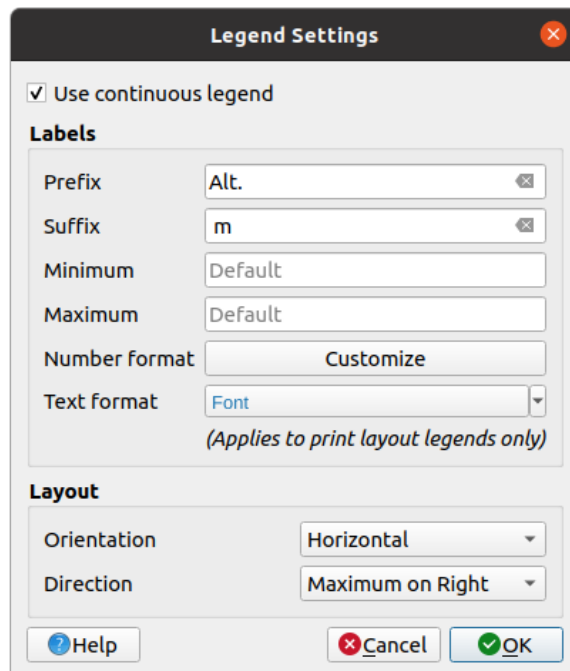 Legend Settings
Use continuous legend
Labels
Prefix Alt.
Suffix m
Minimum Default
Maximum Default
Number format Customize
Text format Font
(Applies to print layout legends only)
Layout
Orientation Horizontal
Direction Maximum on Right
Help Cancel OK